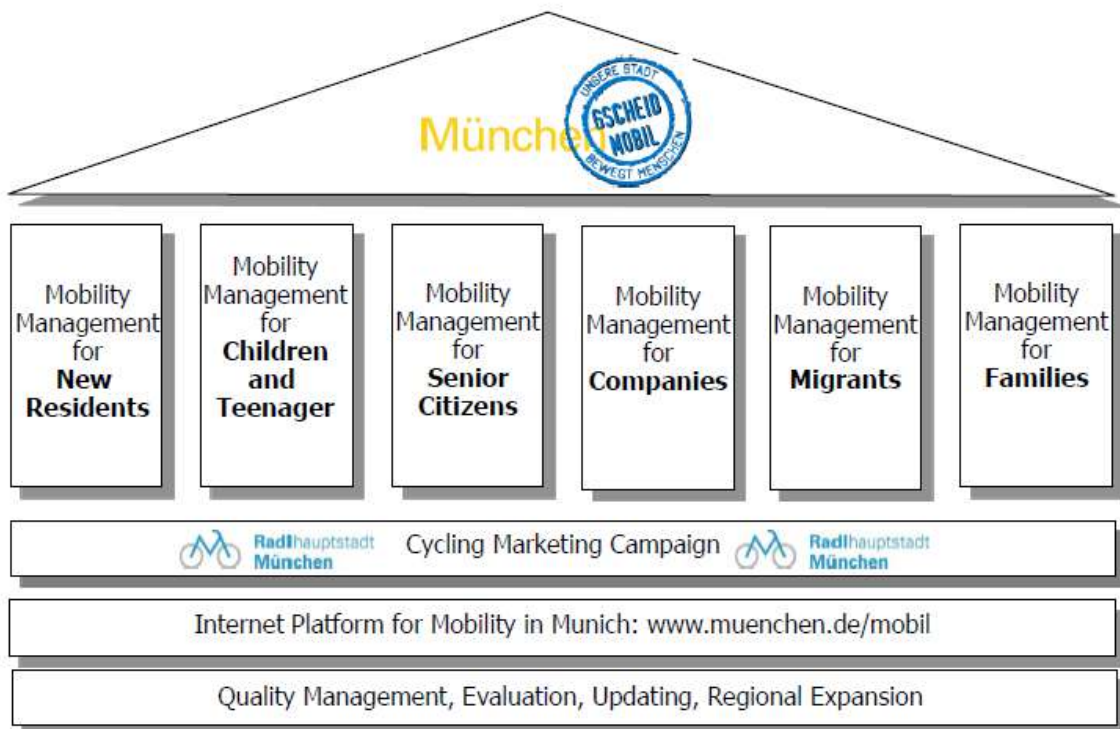 München
UNSERE STADT
GSCHEID
MOBIL
BEWEGT MENSCHEN
Mobility
Management
for
New
Residents
Mobility
Management
for
Children
and
Teenager
Mobility
Management
for
Senior
Citizens
Mobility
Management
for
Companies
Mobility
Management
for
Migrants
Mobility
Management
for
Families
Radlhauptstadt
München
Cycling Marketing Campaign
Radlhauptstadt
München
Internet Platform for Mobility in Munich: www.muenchen.de/mobil
Quality Management, Evaluation, Updating, Regional Expansion